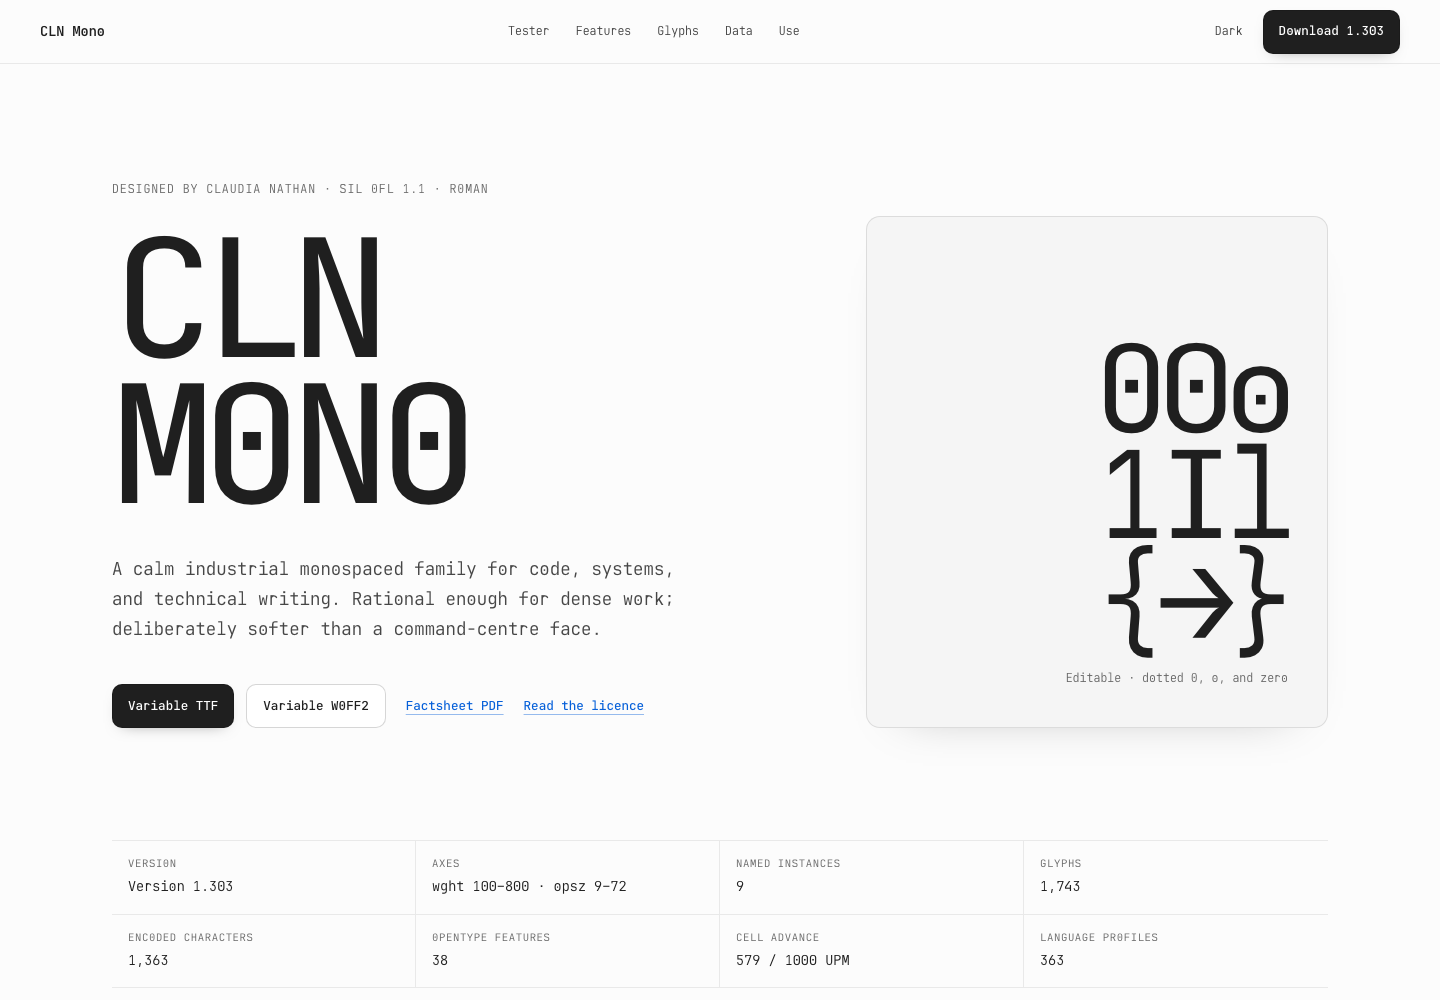 CLN Mono
Tester Features Glyphs Data Use
Dark
Download 1.303
DESIGNED BY CLAUDIA NATHAN · SIL OFL 1.1 · ROMAN
CLN
MONO
A calm industrial monospaced family for code, systems,
and technical writing. Rational enough for dense work;
deliberately softer than a command-centre face.
Variable TTF
Variable WOFF2
Factsheet PDF
Read the licence
0Oo
1Il
{→}
Editable · dotted O, o, and zero
VERSION
Version 1.303
AXES
wght 100–800 · opsz 9–72
NAMED INSTANCES
9
GLYPHS
1,743
ENCODED CHARACTERS
1,363
OPENTYPE FEATURES
38
CELL ADVANCE
579 / 1000 UPM
LANGUAGE PROFILES
363